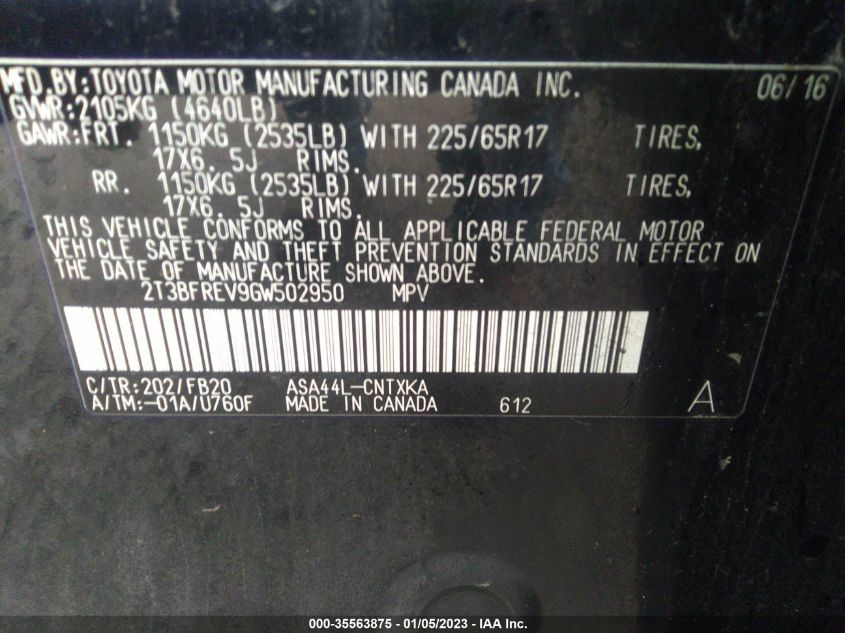 MFD.BY:TOYOTA MOTOR MANUFACTURING CANADA INC. 06/16
GVWR:2105KG (4640LB)
GAWR:FRT. 1150KG (2535LB) WITH 225/65R17 TIRES,
17X6.5J RIMS.
RR. 1150KG (2535LB) WITH 225/65R17 TIRES,
17X6.5J RIMS.
THIS VEHICLE CONFORMS TO ALL APPLICABLE FEDERAL MOTOR
VEHICLE SAFETY AND THEFT PREVENTION STANDARDS IN EFFECT ON
THE DATE OF MANUFACTURE SHOWN ABOVE.
2T3BFREV9GW502950 MPV
C/TR:202/FB20 ASA44L-CNTXKA
A/TM:-01A/U760F MADE IN CANADA 612 A
000-35563875 — 01/05/2023 — IAA Inc.